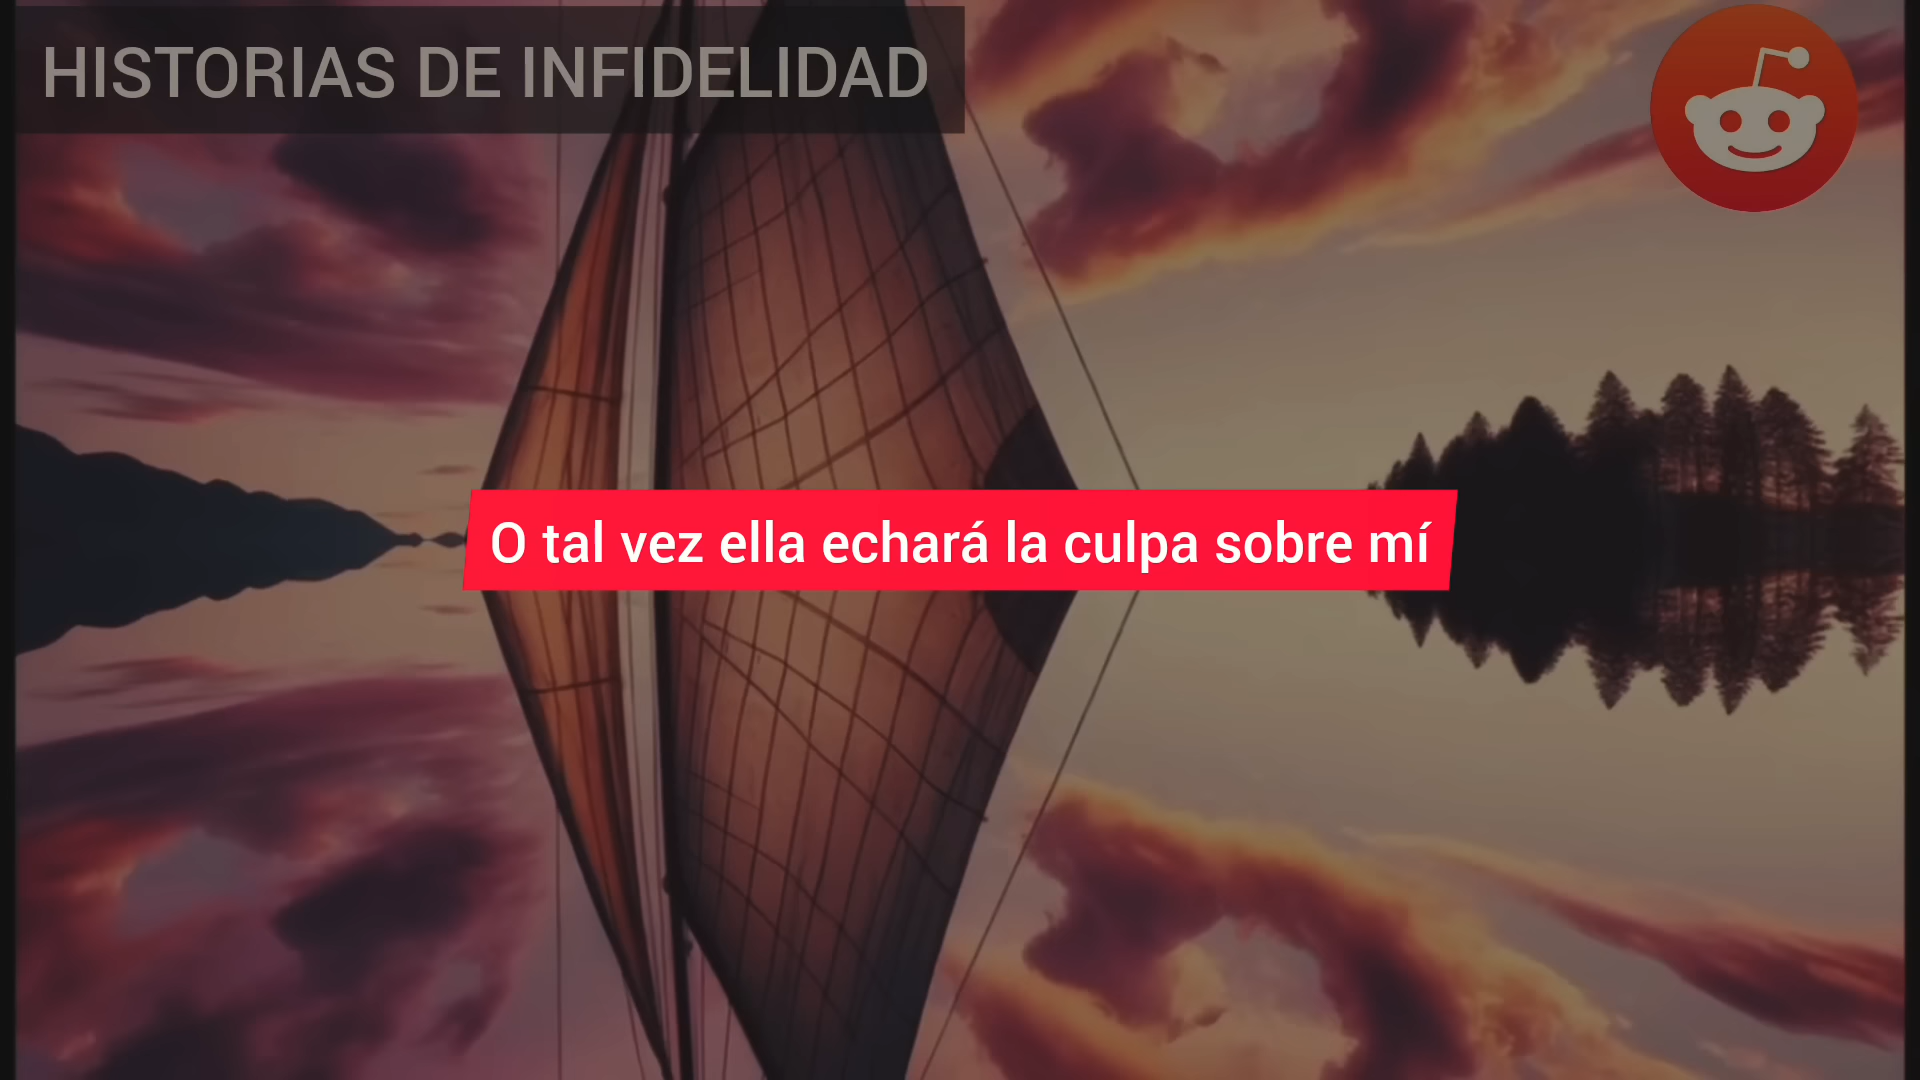 HISTORIAS DE INFIDELIDAD
O tal vez ella echará la culpa sobre mí